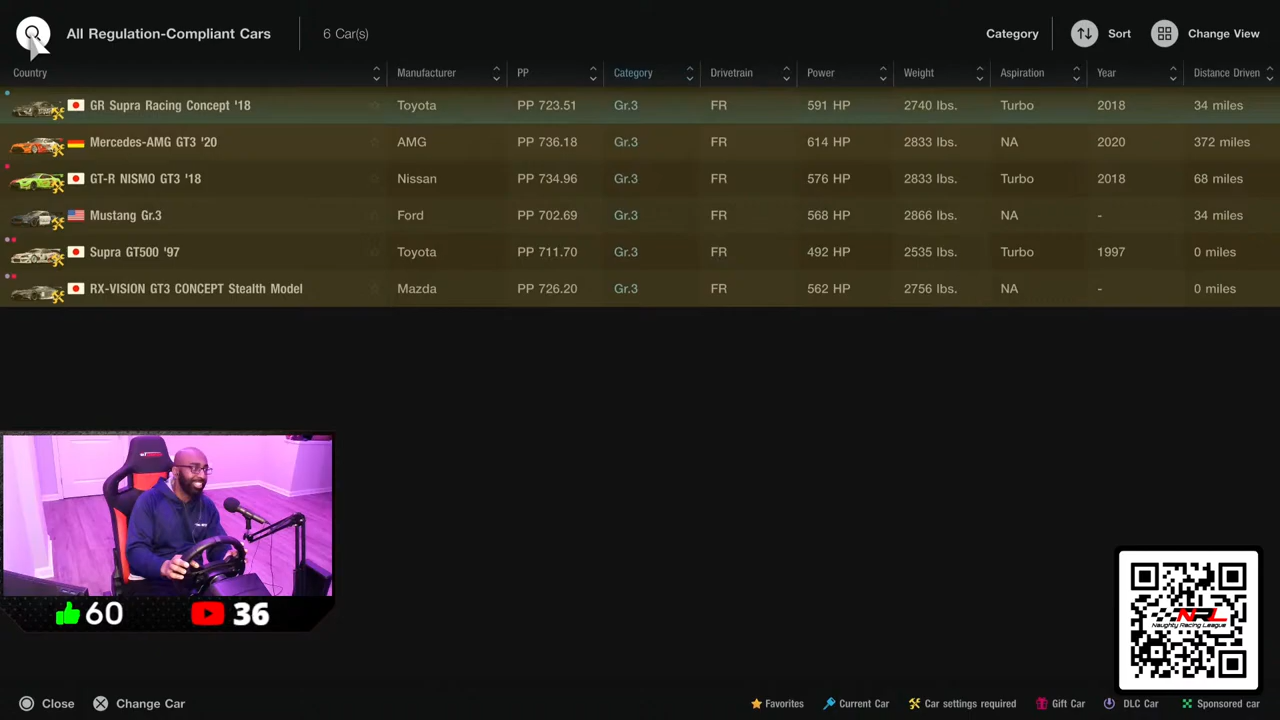 All Regulation-Compliant Cars 6 Car(s) Category Sort Change View
Country Manufacturer PP Category Drivetrain Power Weight Aspiration Year Distance Driven
GR Supra Racing Concept '18 Toyota PP 723.51 Gr.3 FR 591 HP 2740 lbs. Turbo 2018 34 miles
Mercedes-AMG GT3 '20 AMG PP 736.18 Gr.3 FR 614 HP 2833 lbs. NA 2020 372 miles
GT-R NISMO GT3 '18 Nissan PP 734.96 Gr.3 FR 576 HP 2833 lbs. Turbo 2018 68 miles
Mustang Gr.3 Ford PP 702.69 Gr.3 FR 568 HP 2866 lbs. NA - 34 miles
Supra GT500 '97 Toyota PP 711.70 Gr.3 FR 492 HP 2535 lbs. Turbo 1997 0 miles
RX-VISION GT3 CONCEPT Stealth Model Mazda PP 726.20 Gr.3 FR 562 HP 2756 lbs. NA - 0 miles
60 36
NRL
Naughty Racing League
Close Change Car Favorites Current Car Car settings required Gift Car DLC Car Sponsored car